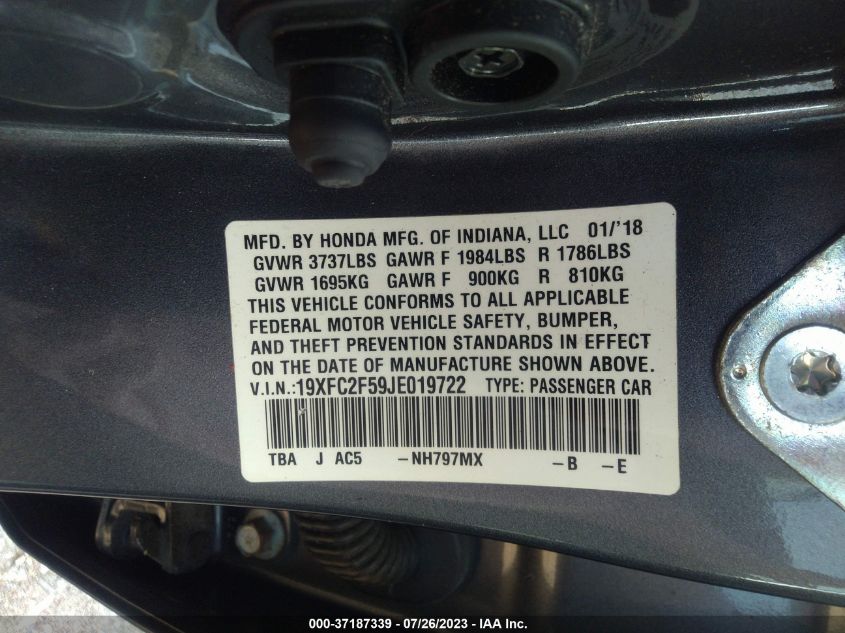 MFD. BY HONDA MFG. OF INDIANA, LLC 01/'18
GVWR 3737LBS GAWR F 1984LBS R 1786LBS
GVWR 1695KG GAWR F 900KG R 810KG
THIS VEHICLE CONFORMS TO ALL APPLICABLE
FEDERAL MOTOR VEHICLE SAFETY, BUMPER,
AND THEFT PREVENTION STANDARDS IN EFFECT
ON THE DATE OF MANUFACTURE SHOWN ABOVE.
V.I.N.:19XFC2F59JE019722 TYPE: PASSENGER CAR
TBA J AC5 -NH797MX -B -E
000-37187339 - 07/26/2023 - IAA Inc.